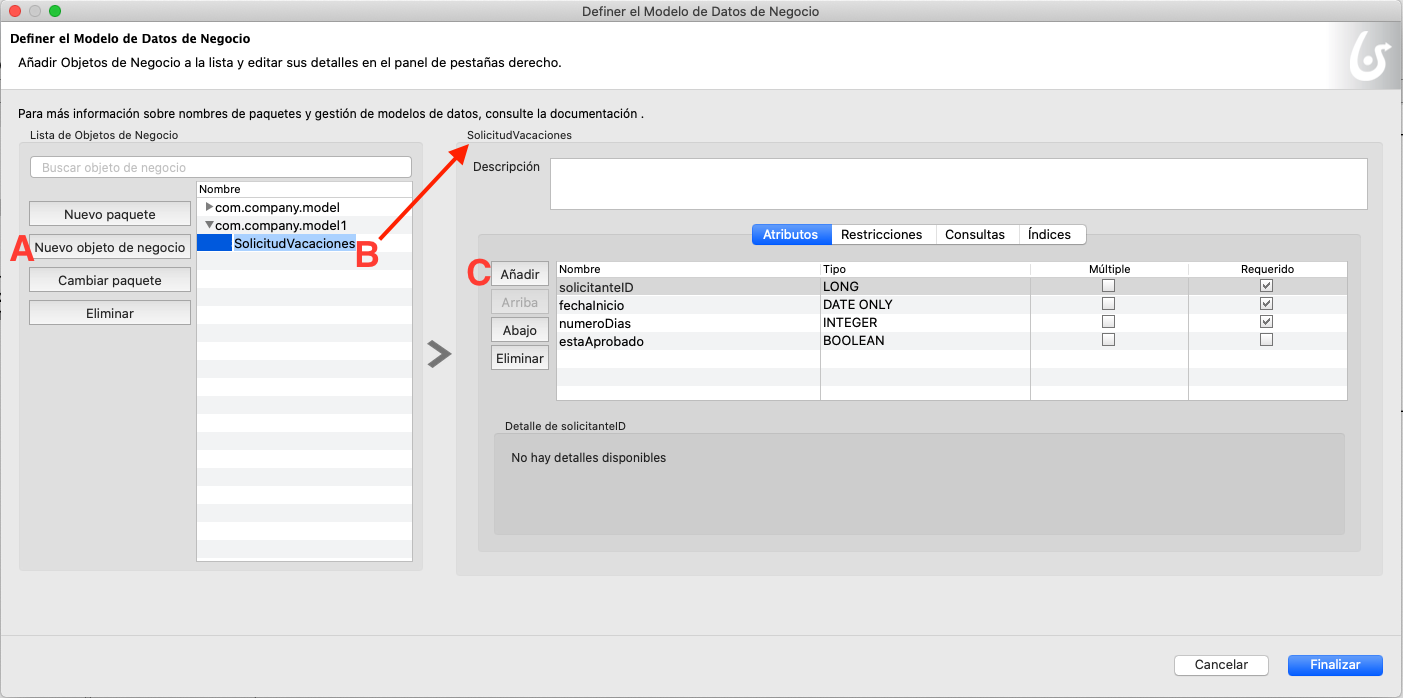 Definer el Modelo de Datos de Negocio
Definer el Modelo de Datos de Negocio
Añadir Objetos de Negocio a la lista y editar sus detalles en el panel de pestañas derecho.
Para más información sobre nombres de paquetes y gestión de modelos de datos, consulte la documentación .
Lista de Objetos de Negocio
Buscar objeto de negocio
Nuevo paquete
A Nuevo objeto de negocio
Cambiar paquete
Eliminar
Nombre
com.company.model
com.company.model1
SolicitudVacaciones B
SolicitudVacaciones
Descripción
Atributos Restricciones Consultas Índices
C Añadir
Arriba
Abajo
Eliminar
Nombre Tipo Múltiple Requerido
solicitanteID LONG
fechaInicio DATE ONLY
numeroDias INTEGER
estaAprobado BOOLEAN
Detalle de solicitanteID
No hay detalles disponibles
Cancelar Finalizar